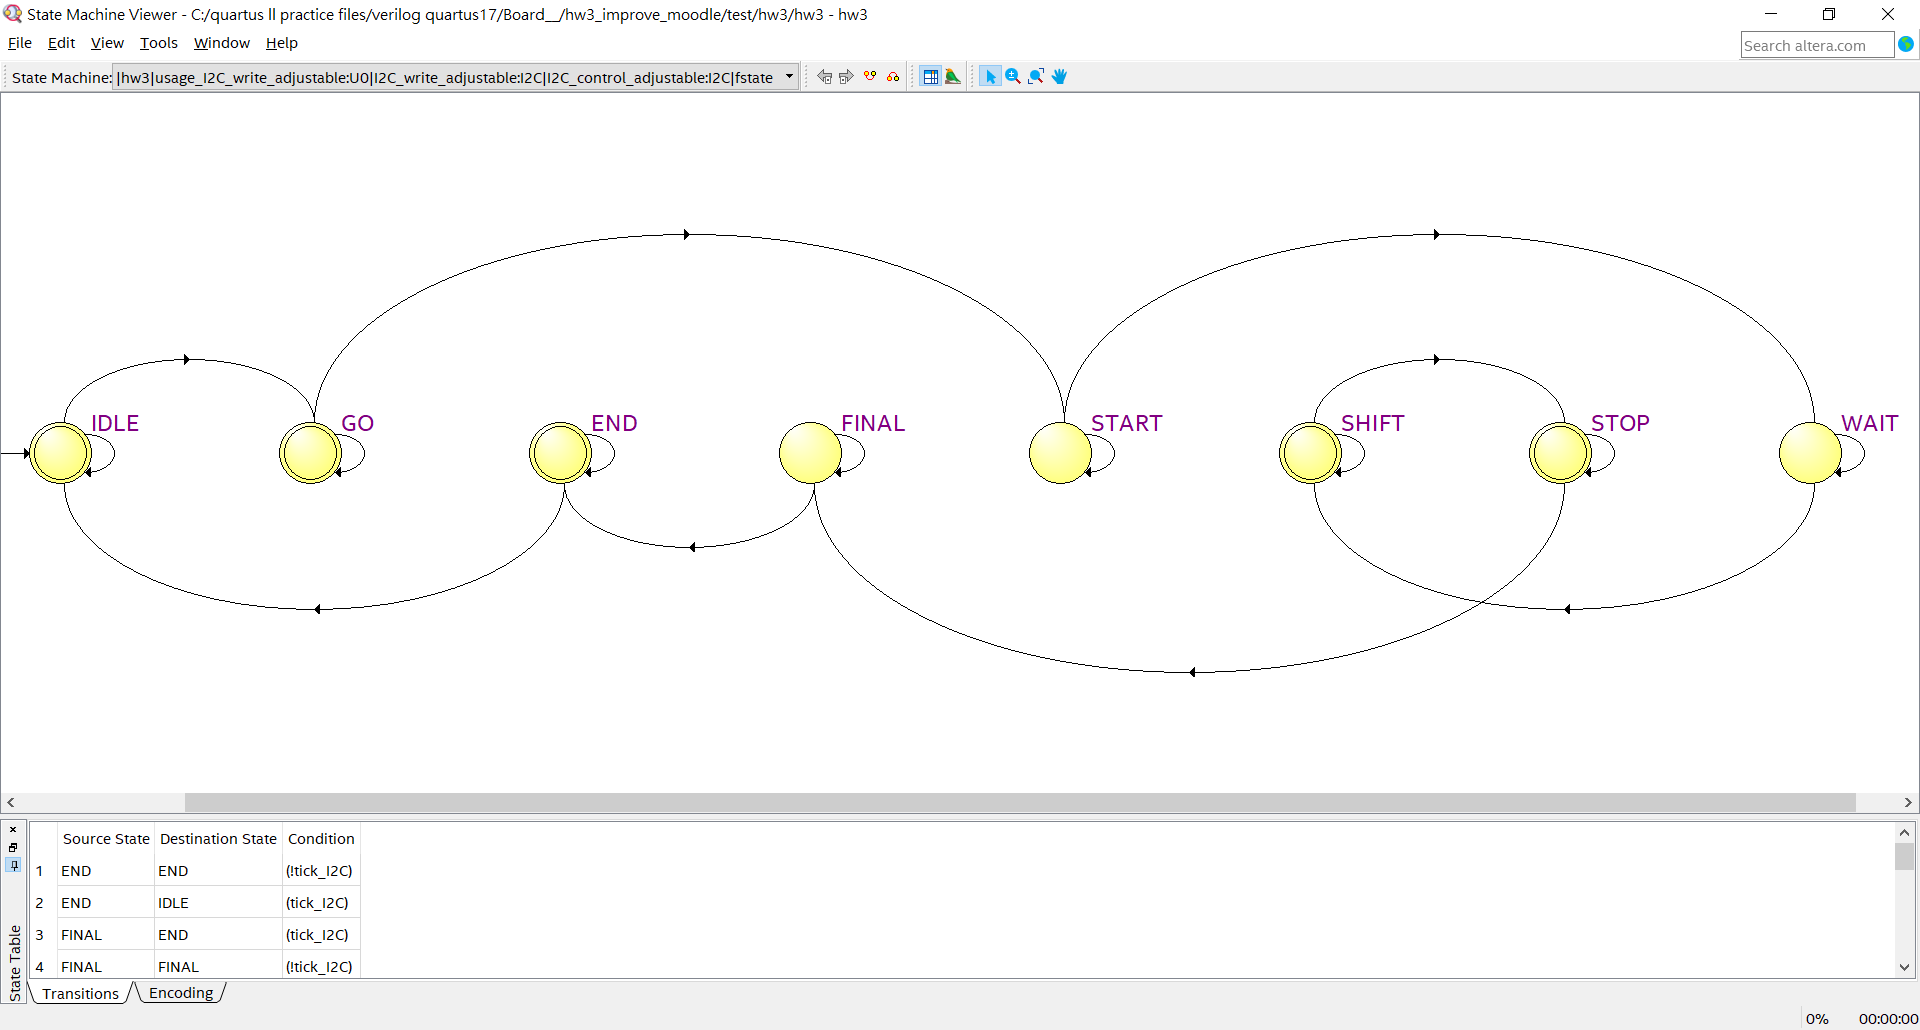 State Machine Viewer - C:/quartus ll practice files/verilog quartus17/Board__/hw3_improve_moodle/test/hw3/hw3 - hw3
File Edit View Tools Window Help
Search altera.com
State Machine: |hw3|usage_I2C_write_adjustable:U0|I2C_write_adjustable:I2C|I2C_control_adjustable:I2C|fstate
IDLE GO END FINAL START SHIFT STOP WAIT
Source State Destination State Condition
1 END END (!tick_I2C)
2 END IDLE (tick_I2C)
3 FINAL END (tick_I2C)
4 FINAL FINAL (!tick_I2C)
State Table
Transitions Encoding
0% 00:00:00